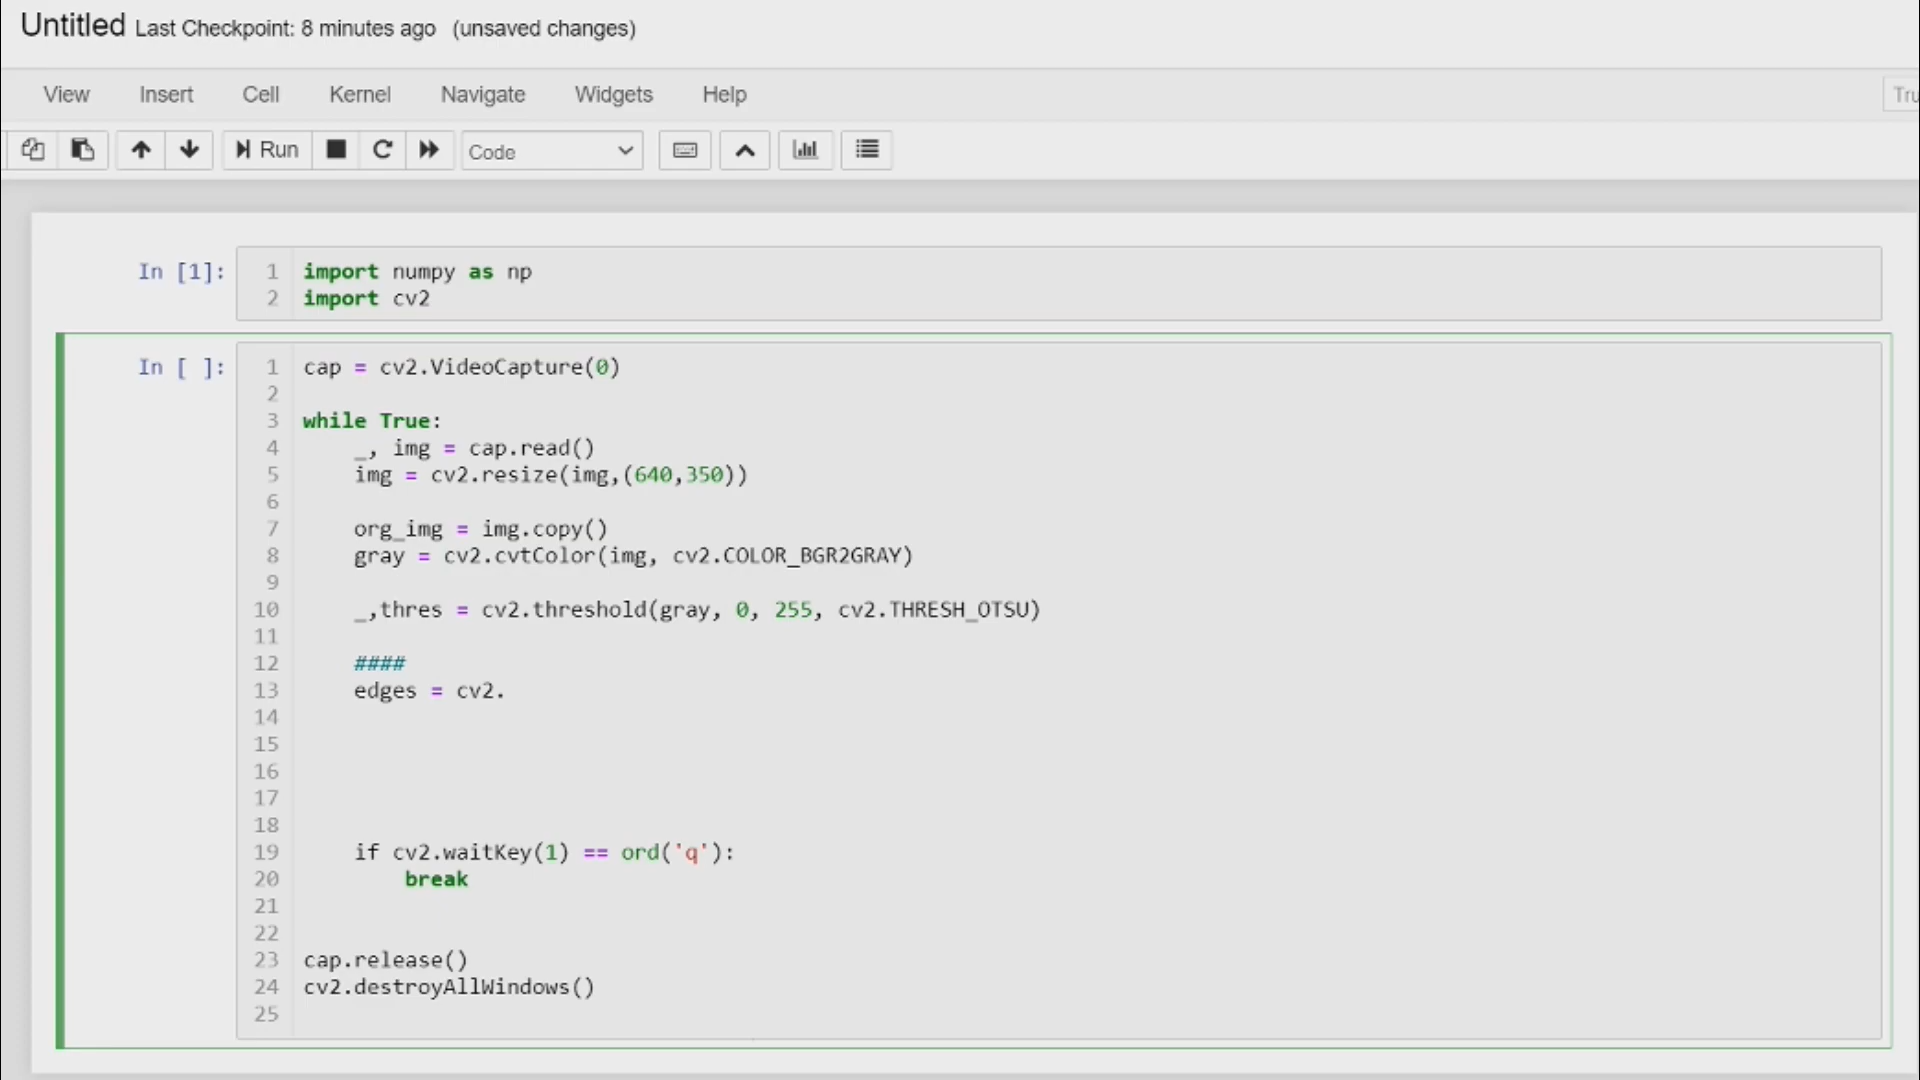 Untitled Last Checkpoint: 8 minutes ago (unsaved changes)
View Insert Cell Kernel Navigate Widgets Help Tru
Run Code
In [1]:
1 import numpy as np
2 import cv2
In [ ]:
1 cap = cv2.VideoCapture(0)
2
3 while True:
4 _, img = cap.read()
5 img = cv2.resize(img,(640,350))
6
7 org_img = img.copy()
8 gray = cv2.cvtColor(img, cv2.COLOR_BGR2GRAY)
9
10 _,thres = cv2.threshold(gray, 0, 255, cv2.THRESH_OTSU)
11
12 ####
13 edges = cv2.
14
15
16
17
18
19 if cv2.waitKey(1) == ord('q'):
20 break
21
22
23 cap.release()
24 cv2.destroyAllWindows()
25